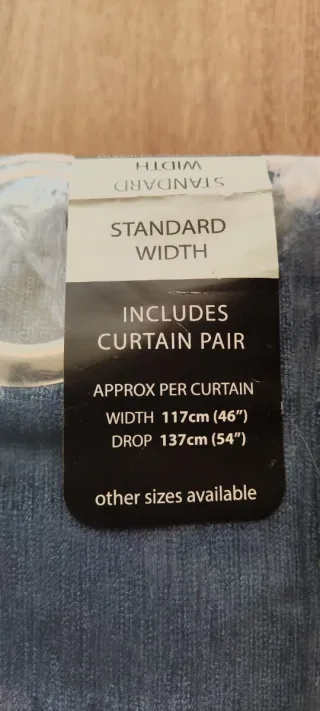 WIDTH
STANDARD
STANDARD
WIDTH
INCLUDES
CURTAIN PAIR
APPROX PER CURTAIN
WIDTH 117cm (46”)
DROP 137cm (54”)
other sizes available